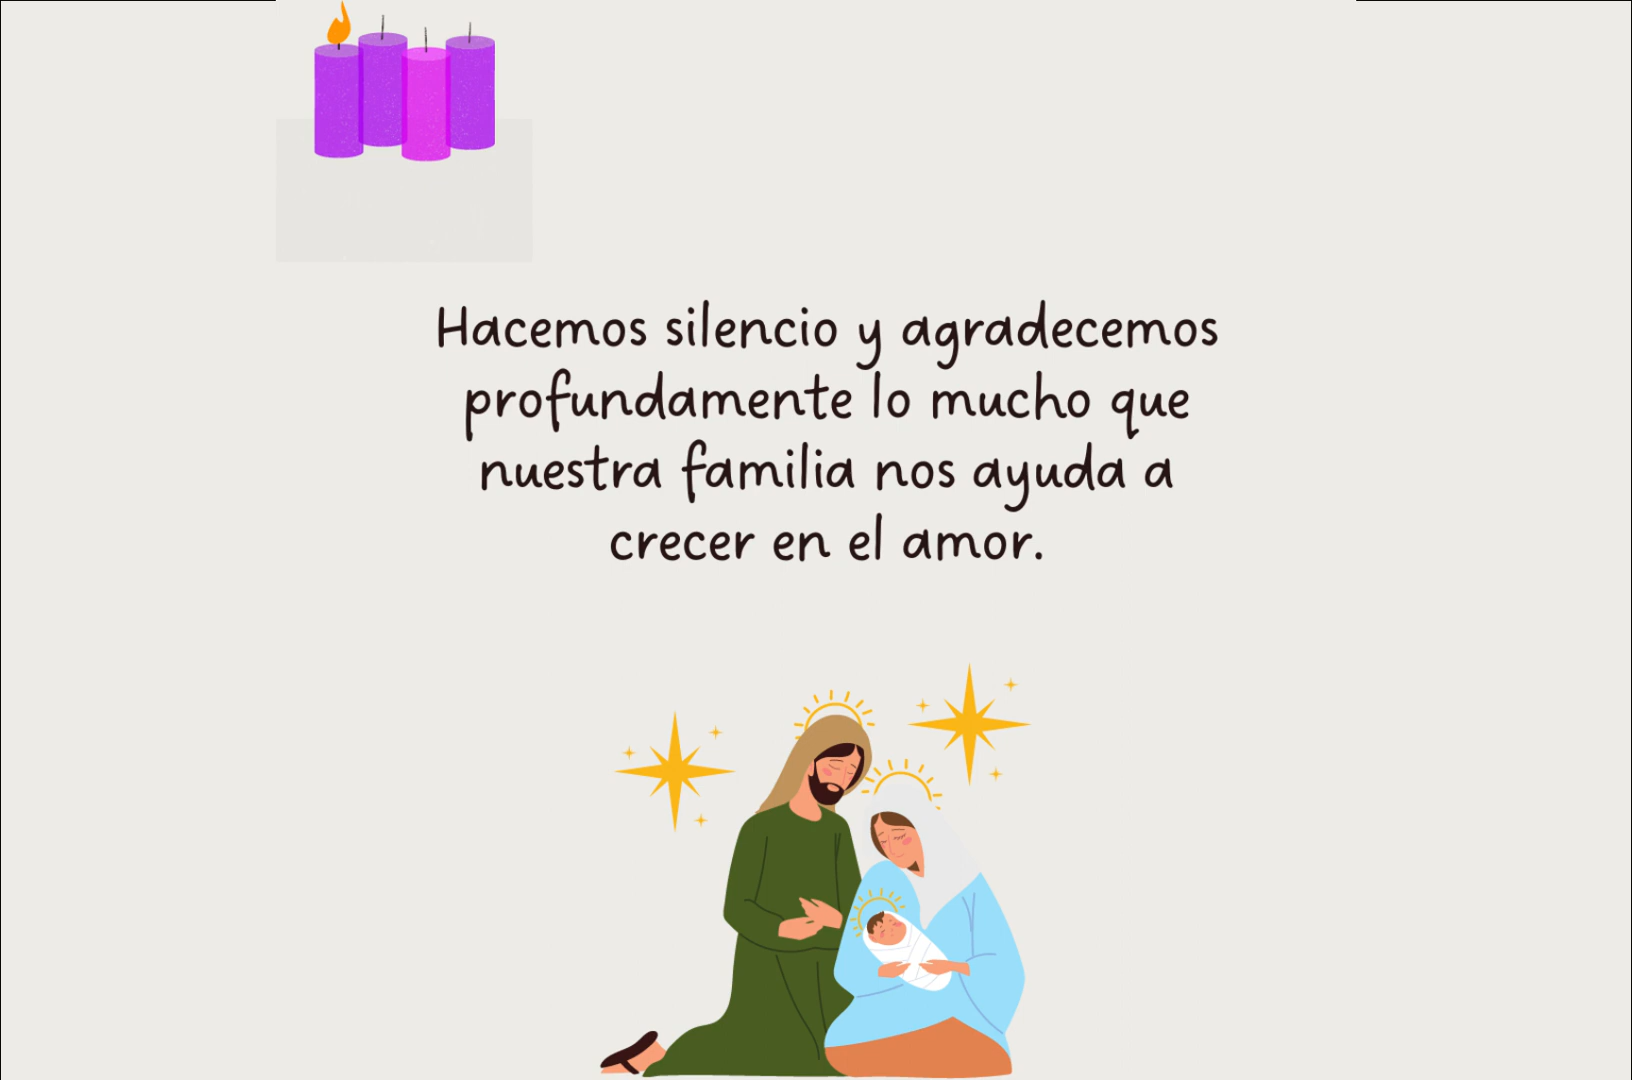 Hacemos silencio y agradecemos
profundamente lo mucho que
nuestra familia nos ayuda a
crecer en el amor.